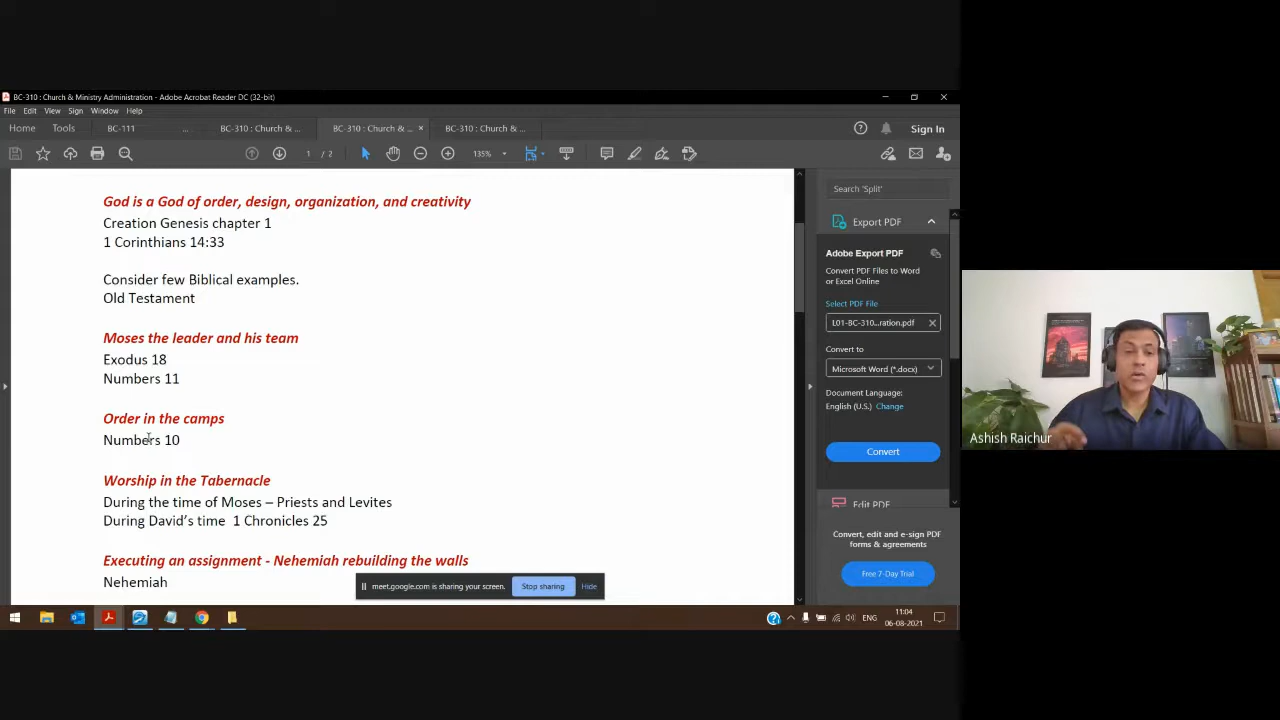 BC-310 : Church & Ministry Administration - Adobe Acrobat Reader DC (32-bit)
File Edit View Sign Window Help
Home Tools BC-111 ... BC-310 : Church & ... BC-310 : Church & ... × BC-310 : Church & ... Sign In
1 / 2 135%
God is a God of order, design, organization, and creativity
Creation Genesis chapter 1
1 Corinthians 14:33
Consider few Biblical examples.
Old Testament
Moses the leader and his team
Exodus 18
Numbers 11
Order in the camps
Numbers 10
Worship in the Tabernacle
During the time of Moses – Priests and Levites
During David's time 1 Chronicles 25
Executing an assignment - Nehemiah rebuilding the walls
Nehemiah
Search 'Split'
Export PDF
Adobe Export PDF
Convert PDF Files to Word
or Excel Online
Select PDF File
L01-BC-310...ration.pdf
Convert to
Microsoft Word (*.docx)
Document Language:
English (U.S.) Change
Convert
Edit PDF
Convert, edit and e-sign PDF
forms & agreements
Free 7-Day Trial
meet.google.com is sharing your screen. Stop sharing Hide
ENG
11:04
06-08-2021
Ashish Raichur